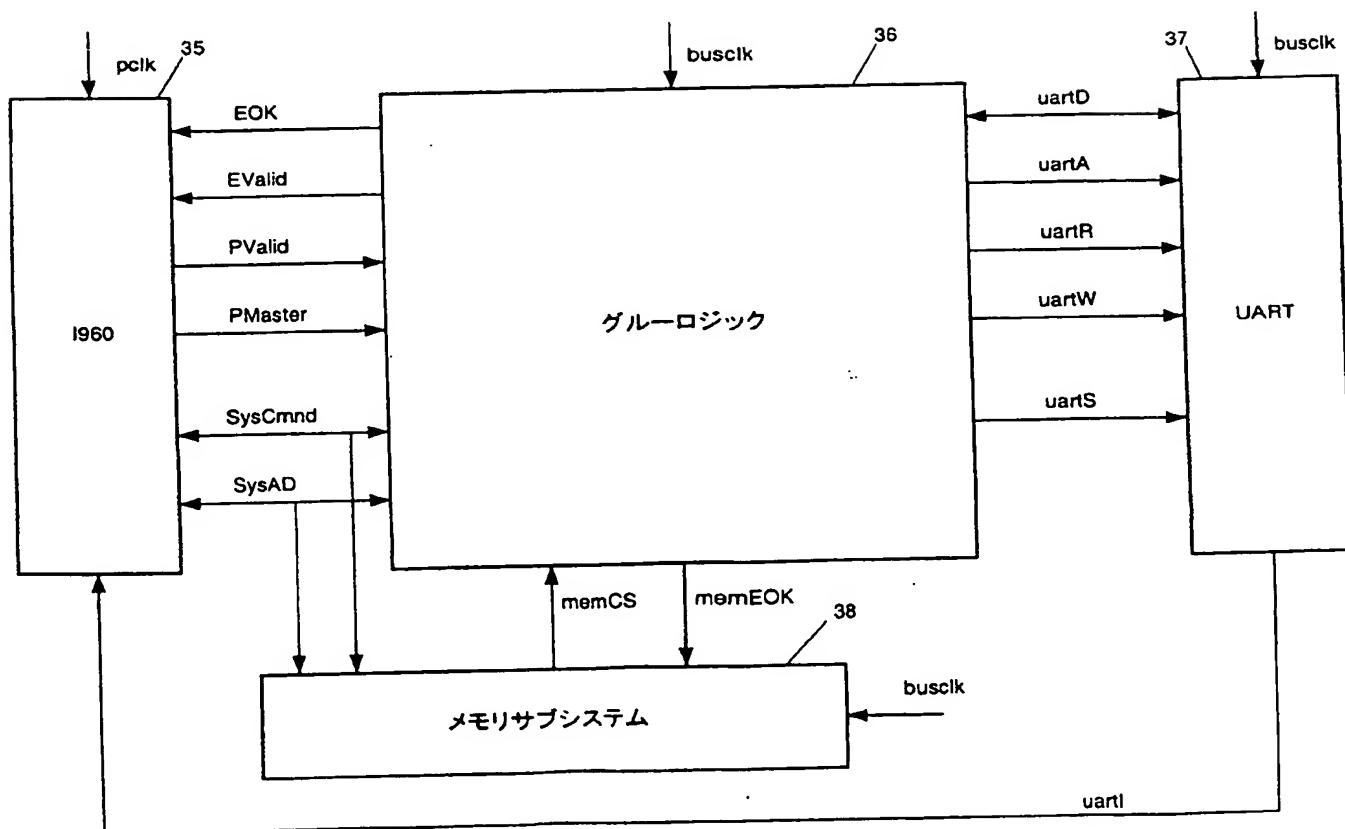 35
pclk
busclk
36
37
busclk
EOK
EValid
PValid
PMaster
I960
SysCmnd
SysAD
グルーロジック
uartD
uartA
uartR
uartW
uartS
UART
memCS
memEOK
38
メモリサブシステム
busclk
uartI